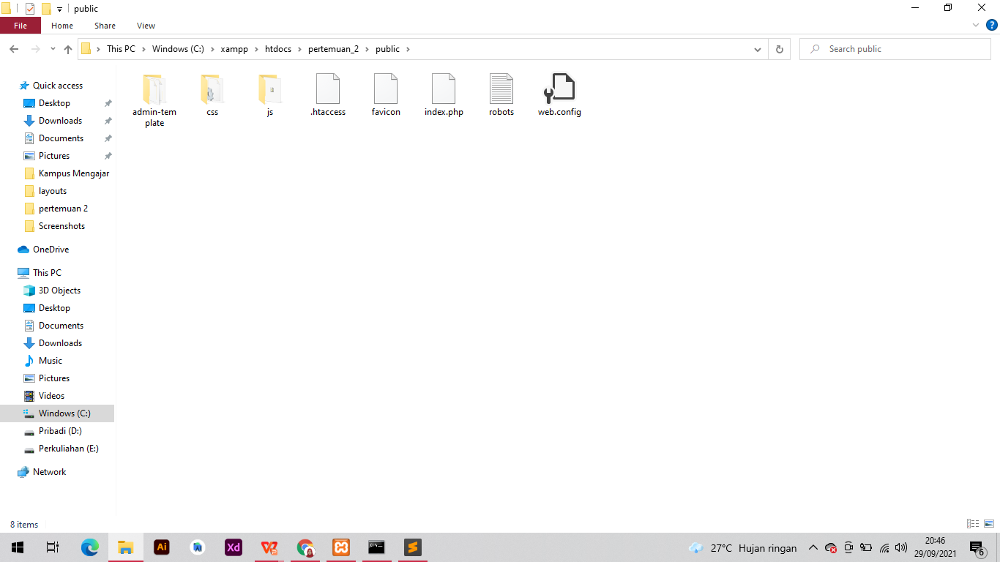 public
File Home Share View
This PC Windows (C:) xampp htdocs pertemuan_2 public
Search public
admin-tem
plate
css
js
.htaccess
favicon
index.php
robots
web.config
Quick access
Desktop
Downloads
Documents
Pictures
Kampus Mengajar
layouts
pertemuan 2
Screenshots
OneDrive
This PC
3D Objects
Desktop
Documents
Downloads
Music
Pictures
Videos
Windows (C:)
Pribadi (D:)
Perkuliahan (E:)
Network
8 items
Ai
Xd
27°C Hujan ringan
20:46
29/09/2021
6